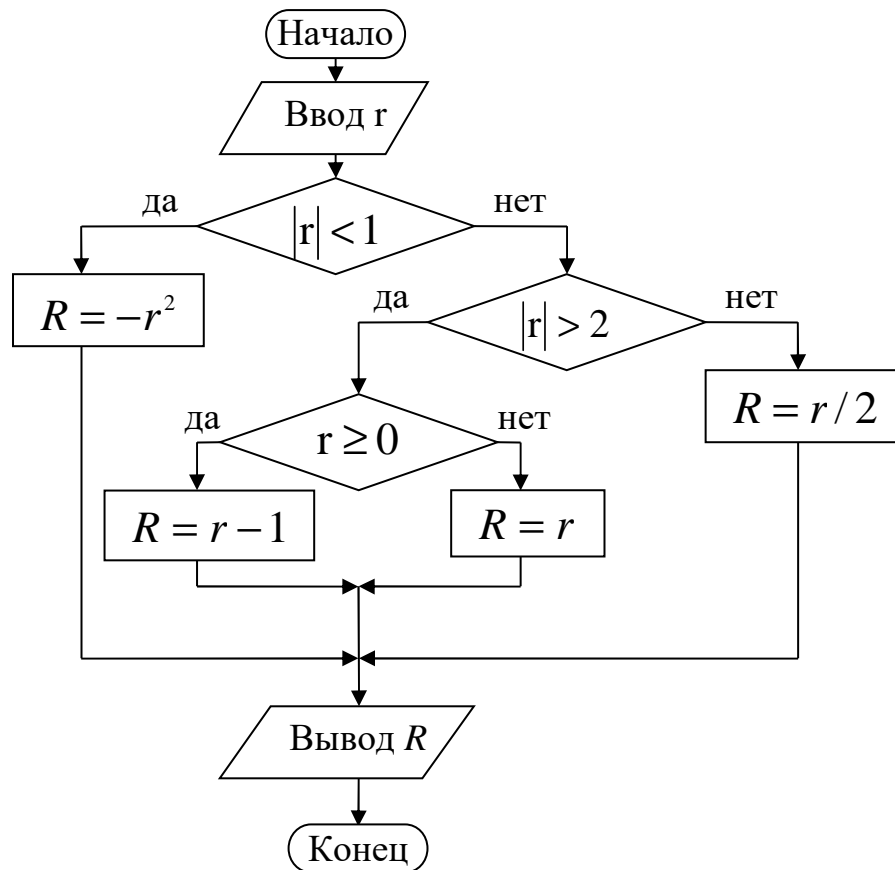 Начало
Ввод r
да
нет
|r| < 1
R = −r²
да
нет
|r| > 2
R = r / 2
да
нет
r ≥ 0
R = r − 1
R = r
Вывод R
Конец